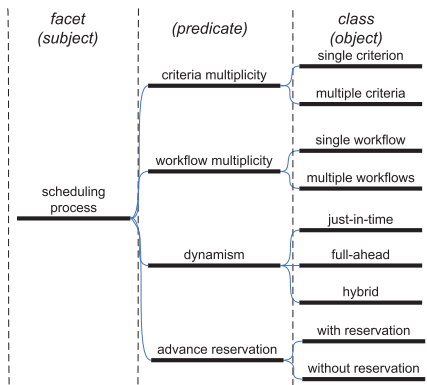 facet
(subject)
(predicate)
class
(object)
scheduling
process
criteria multiplicity
single criterion
multiple criteria
workflow multiplicity
single workflow
multiple workflows
dynamism
just-in-time
full-ahead
hybrid
advance reservation
with reservation
without reservation